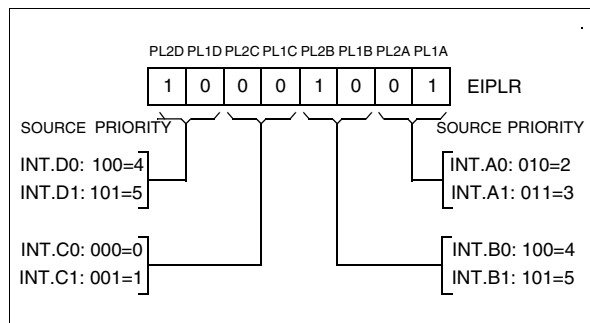 PL2D PL1D PL2C PL1C PL2B PL1B PL2A PL1A
1 0 0 0 1 0 0 1 EIPLR
SOURCE PRIORITY
INT.D0: 100=4
INT.D1: 101=5
INT.C0: 000=0
INT.C1: 001=1
SOURCE PRIORITY
INT.A0: 010=2
INT.A1: 011=3
INT.B0: 100=4
INT.B1: 101=5